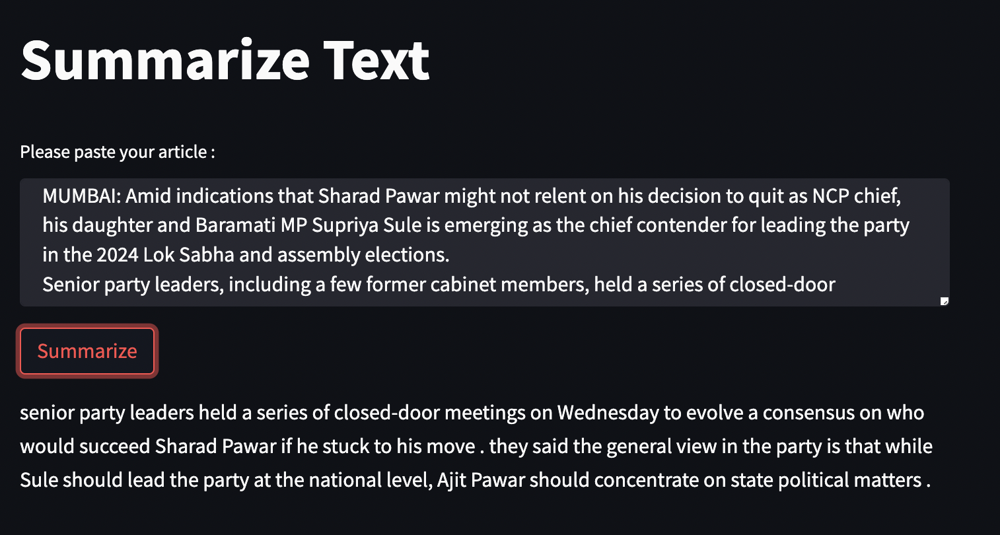 Summarize Text
Please paste your article :
MUMBAI: Amid indications that Sharad Pawar might not relent on his decision to quit as NCP chief,
his daughter and Baramati MP Supriya Sule is emerging as the chief contender for leading the party
in the 2024 Lok Sabha and assembly elections.
Senior party leaders, including a few former cabinet members, held a series of closed-door
Summarize
senior party leaders held a series of closed-door meetings on Wednesday to evolve a consensus on who
would succeed Sharad Pawar if he stuck to his move . they said the general view in the party is that while
Sule should lead the party at the national level, Ajit Pawar should concentrate on state political matters .